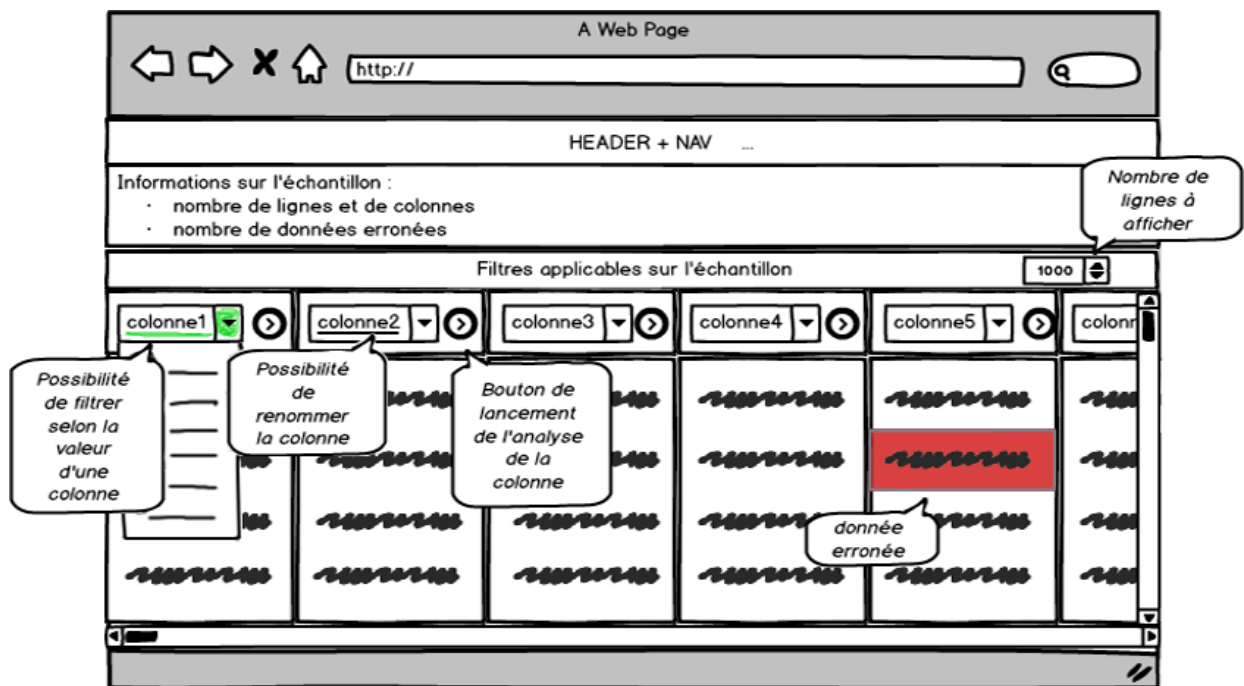 A Web Page
http://
HEADER + NAV ...
Informations sur l'échantillon :
· nombre de lignes et de colonnes
· nombre de données erronées
Nombre de
lignes à
afficher
Filtres applicables sur l'échantillon
1000
colonne1
colonne2
colonne3
colonne4
colonne5
colonr
Possibilité
de filtrer
selon la
valeur
d'une
colonne
Possibilité
de
renommer
la colonne
Bouton de
lancement
de l'analyse
de la
colonne
donnée
erronée